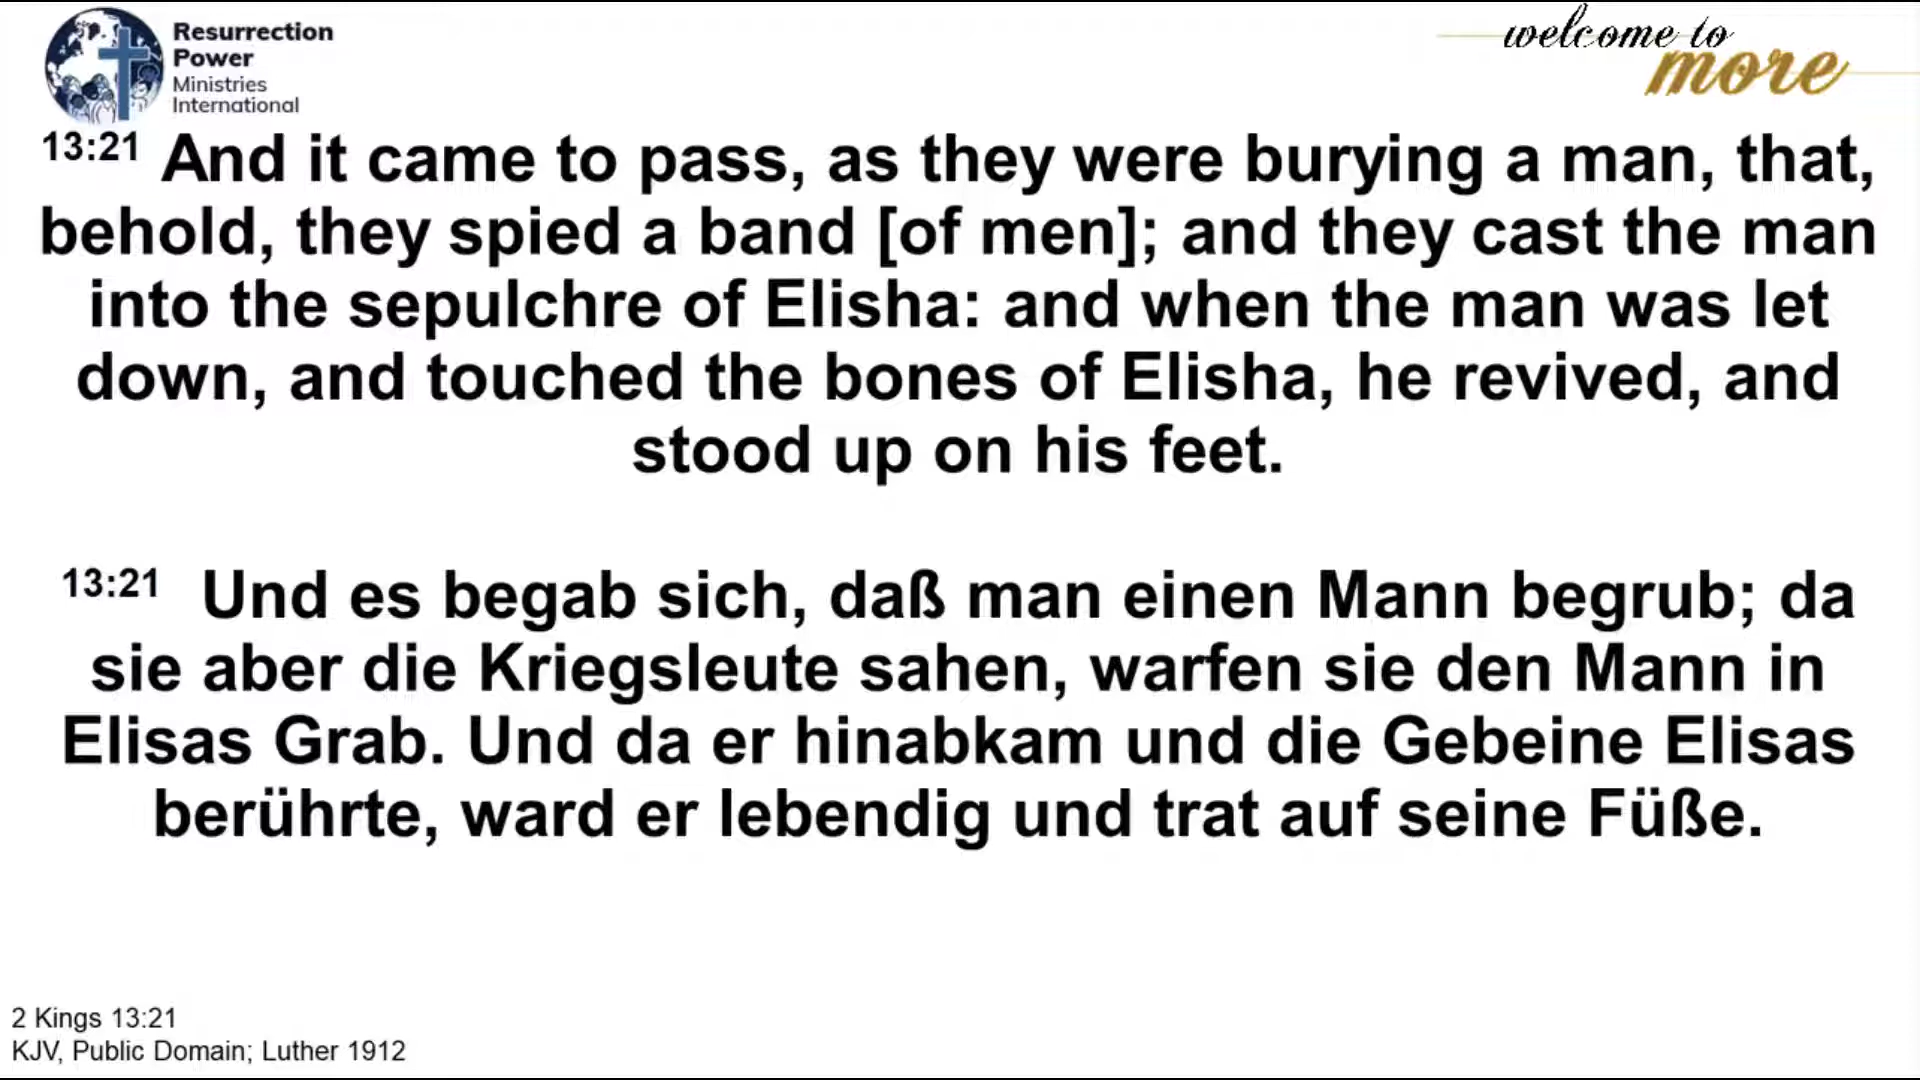 Resurrection
Power
Ministries
International
welcome to
more
13:21 And it came to pass, as they were burying a man, that,
behold, they spied a band [of men]; and they cast the man
into the sepulchre of Elisha: and when the man was let
down, and touched the bones of Elisha, he revived, and
stood up on his feet.
13:21 Und es begab sich, daß man einen Mann begrub; da
sie aber die Kriegsleute sahen, warfen sie den Mann in
Elisas Grab. Und da er hinabkam und die Gebeine Elisas
berührte, ward er lebendig und trat auf seine Füße.
2 Kings 13:21
KJV, Public Domain; Luther 1912